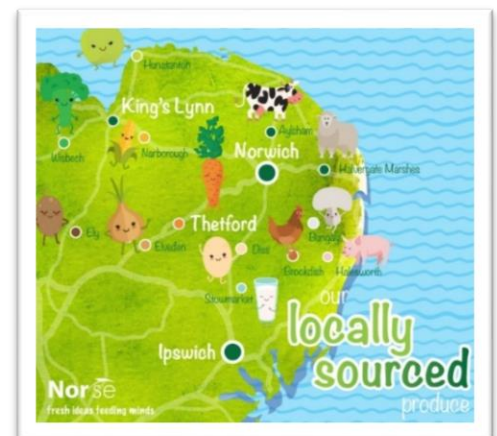 Hunstanton
King's Lynn
Aylsham
Wisbech
Narborough
Norwich
Halvergate Marshes
Thetford
Ely
Elveden
Diss
Bungay
Brockdish
Halesworth
Stowmarket
our
locally
Ipswich
sourced
Norse
produce
fresh ideas feeding minds